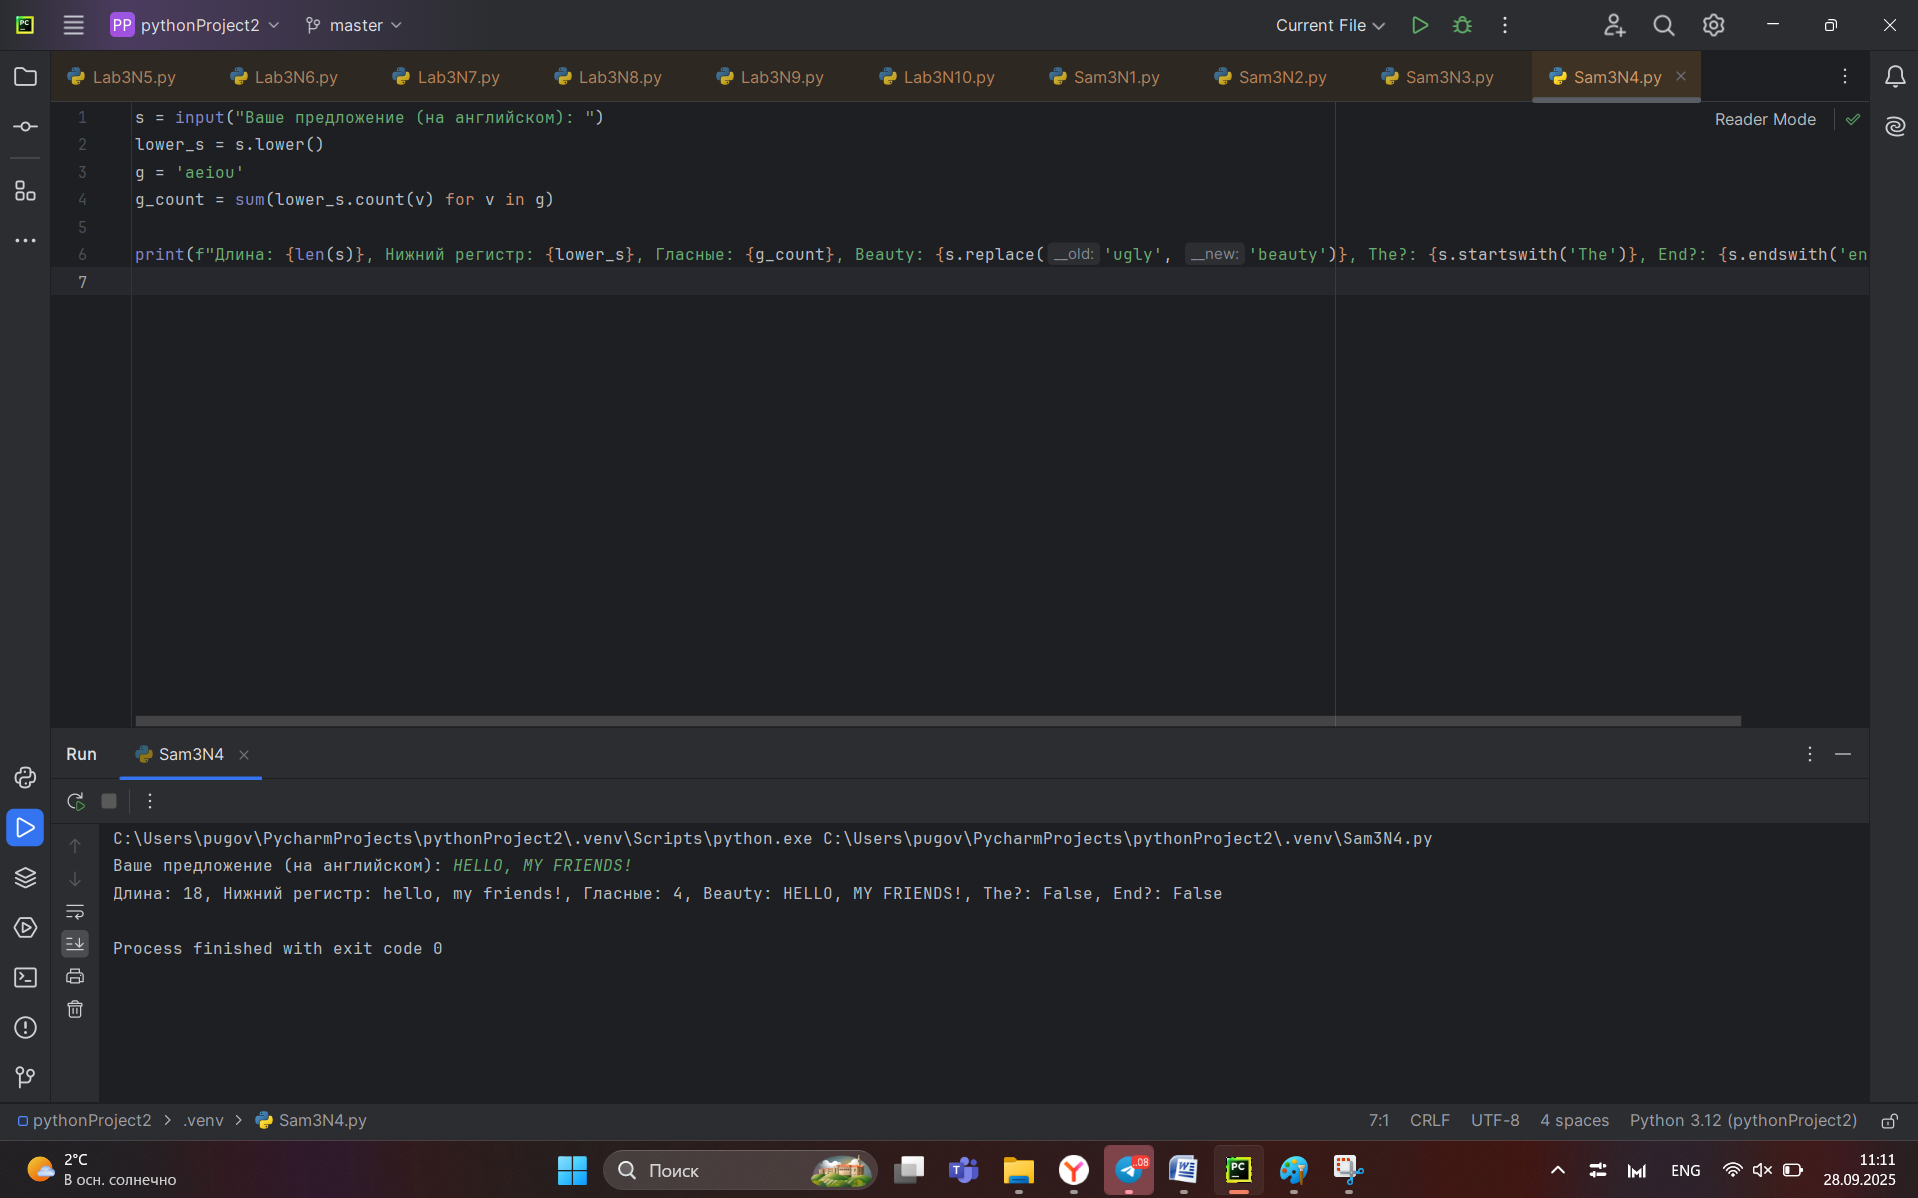 PC PP pythonProject2 master Current File
Lab3N5.py Lab3N6.py Lab3N7.py Lab3N8.py Lab3N9.py Lab3N10.py Sam3N1.py Sam3N2.py Sam3N3.py Sam3N4.py
Reader Mode
1 s = input("Ваше предложение (на английском): ")
2 lower_s = s.lower()
3 g = 'aeiou'
4 g_count = sum(lower_s.count(v) for v in g)
5
6 print(f"Длина: {len(s)}, Нижний регистр: {lower_s}, Гласные: {g_count}, Beauty: {s.replace( __old: 'ugly', __new: 'beauty')}, The?: {s.startswith('The')}, End?: {s.endswith('en
7
Run Sam3N4
C:\Users\pugov\PycharmProjects\pythonProject2\.venv\Scripts\python.exe C:\Users\pugov\PycharmProjects\pythonProject2\.venv\Sam3N4.py
Ваше предложение (на английском): HELLO, MY FRIENDS!
Длина: 18, Нижний регистр: hello, my friends!, Гласные: 4, Beauty: HELLO, MY FRIENDS!, The?: False, End?: False
Process finished with exit code 0
pythonProject2 > .venv > Sam3N4.py 7:1 CRLF UTF-8 4 spaces Python 3.12 (pythonProject2)
2°C
В осн. солнечно
Поиск
.08
PC
ENG
11:11
28.09.2025